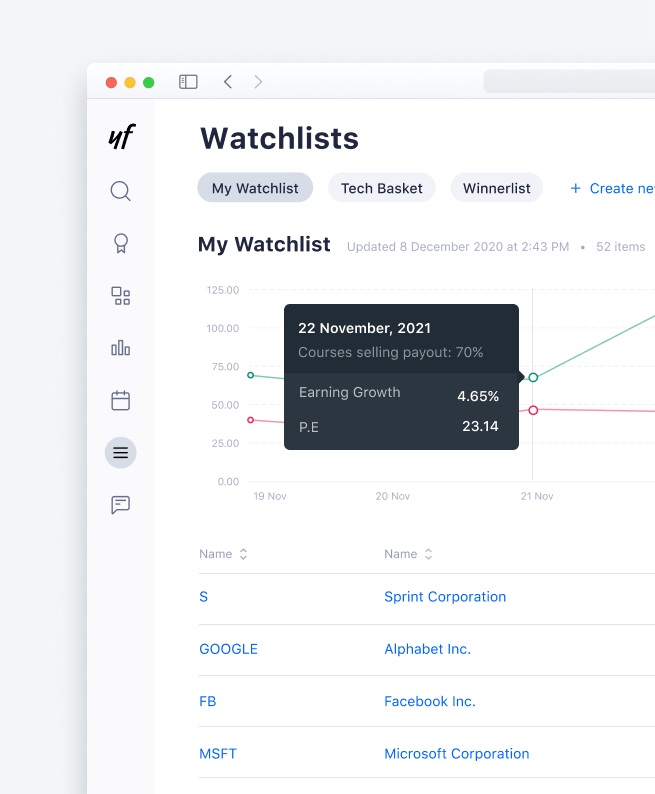 yf
Watchlists
My Watchlist
Tech Basket
Winnerlist
+ Create ne
My Watchlist
Updated 8 December 2020 at 2:43 PM • 52 items
125.00
100.00
75.00
50.00
25.00
0.00
22 November, 2021
Courses selling payout: 70%
Earning Growth 4.65%
P.E 23.14
19 Nov
20 Nov
21 Nov
Name Name
S Sprint Corporation
GOOGLE Alphabet Inc.
FB Facebook Inc.
MSFT Microsoft Corporation